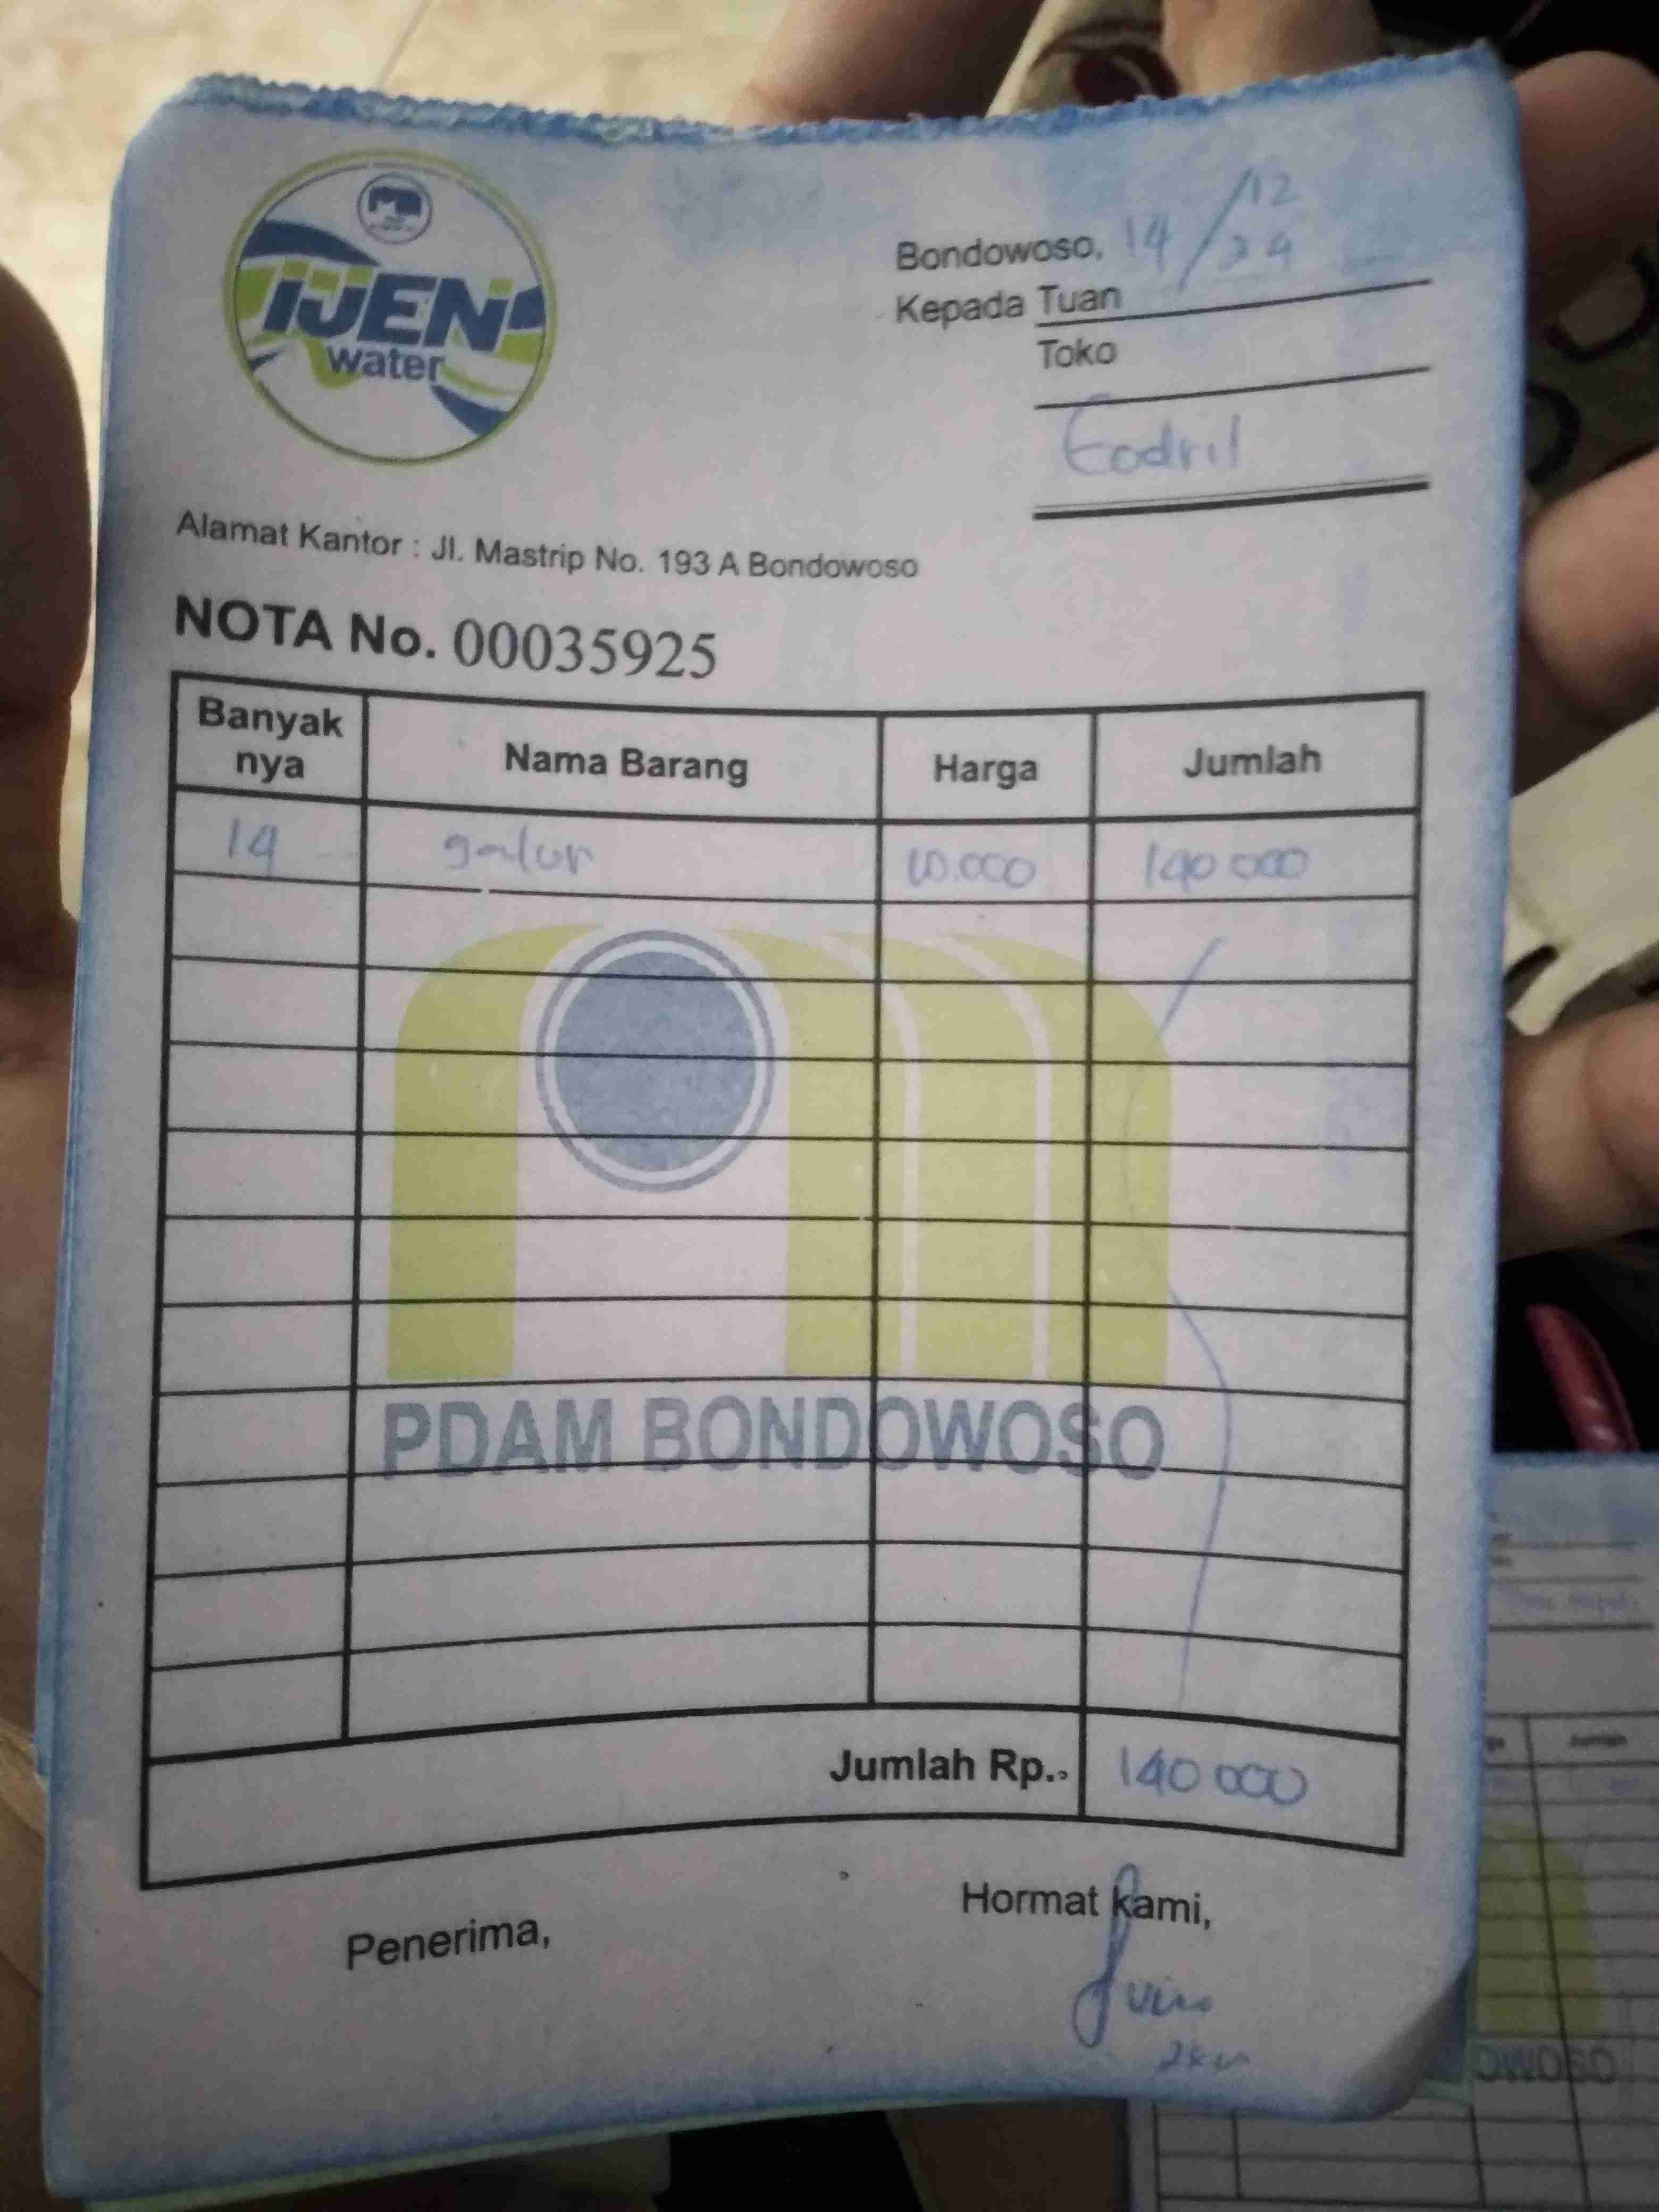 IJEN
water
Bondowoso, 14/12 24
Kepada Tuan
Toko
Eodril
Alamat Kantor : Jl. Mastrip No. 193 A Bondowoso
NOTA No. 00035925
Banyak nya Nama Barang Harga Jumlah
14 galon 10.000 140 000
PDAM BONDOWOSO
Jumlah Rp.. 140 000
Penerima, Hormat kami,
OWOSO